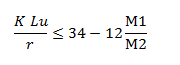 K Lu / r ≤ 34 − 12 M1 / M2